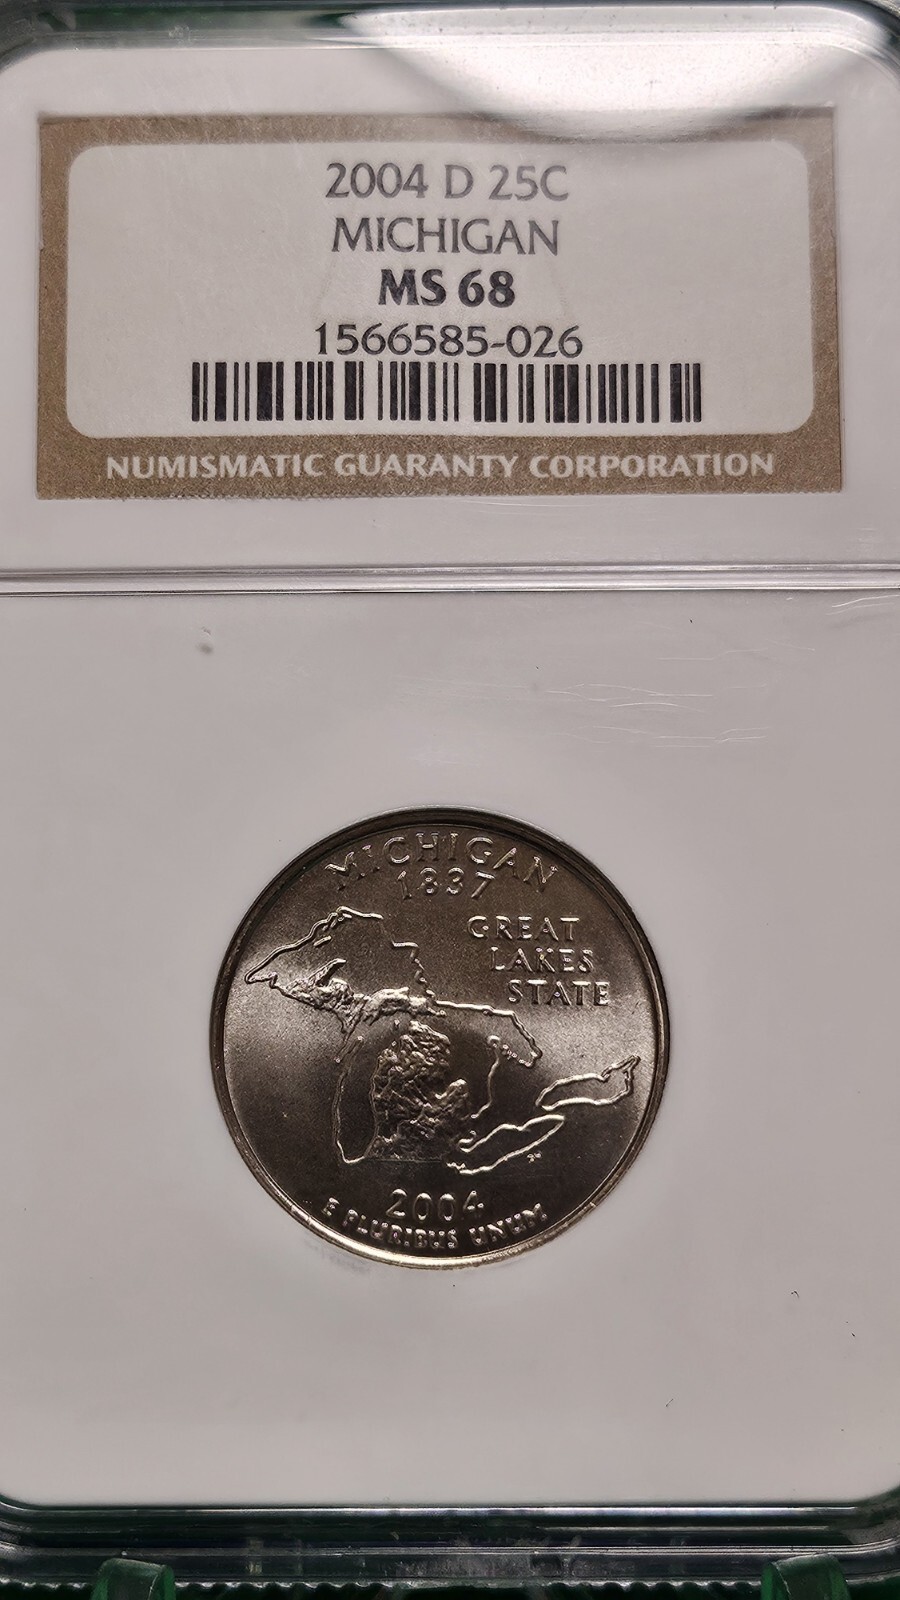 2004 D 25C
MICHIGAN
MS 68
1566585-026
NUMISMATIC GUARANTY CORPORATION
MICHIGAN
1837
GREAT
LAKES
STATE
2004
E PLURIBUS UNUM